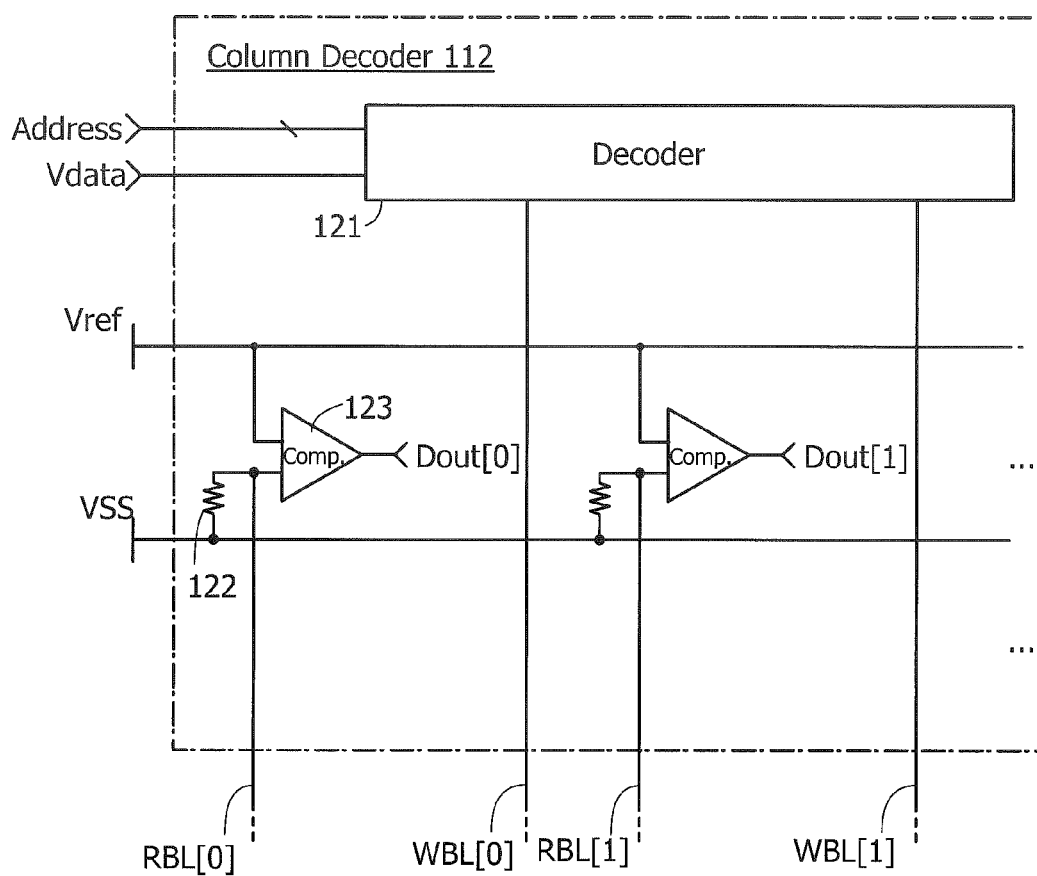 Column Decoder 112
Address
Decoder
Vdata
121
Vref
123
Comp.
Dout[0]
Comp.
Dout[1]
...
VSS
122
...
RBL[0]
WBL[0]
RBL[1]
WBL[1]